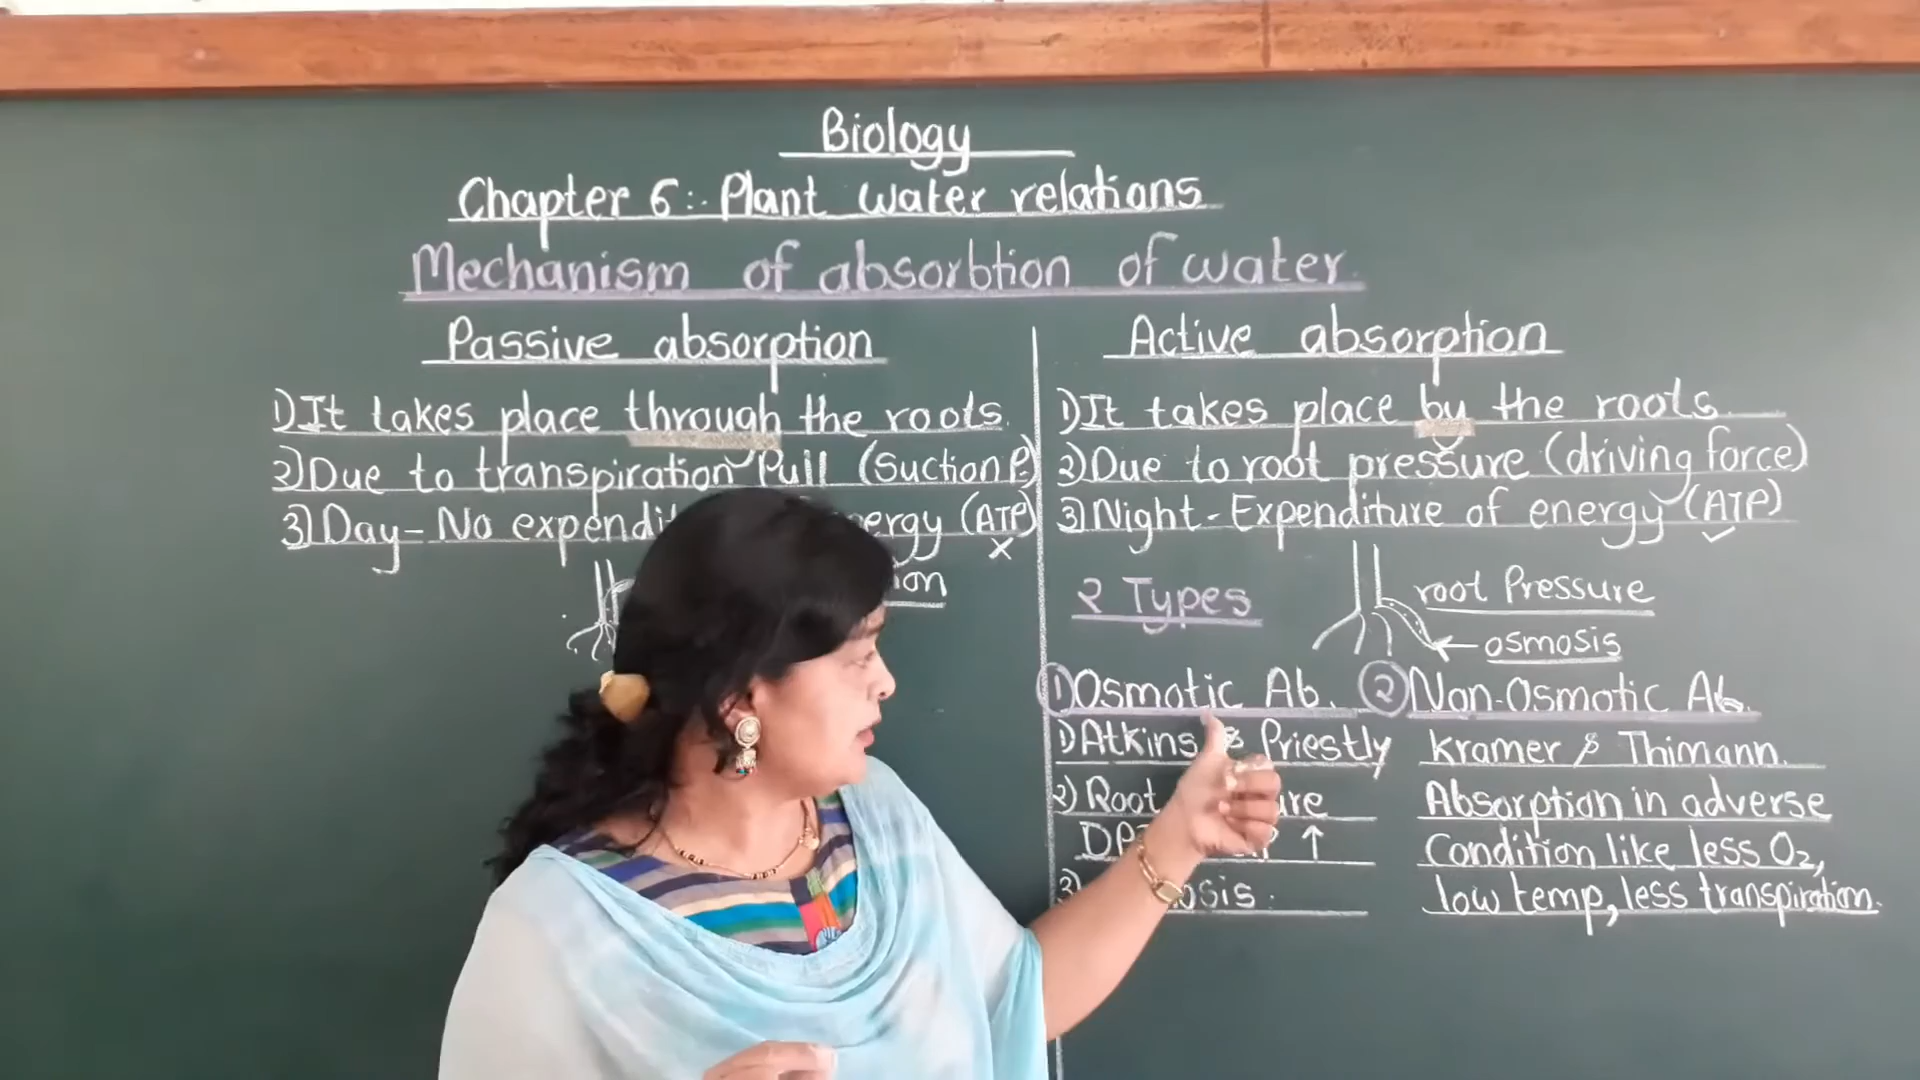 Biology
Chapter 6:- Plant water relations
Mechanism of absorbtion of water.
Passive absorption
1) It takes place through the roots.
2) Due to transpiration Pull (Suction P.)
3) Day- No (ATP)
x
Active absorption
1) It takes place by the roots.
2) Due to root pressure (driving force)
3) Night- Expenditure of energy (ATP)
२ Types
root Pressure
osmosis
① Osmotic Ab.
1) Atkins & Priestly
2) Root
↑
3)
② Non-Osmotic Ab.
Kramer & Thimann.
Absorption in adverse
Condition like less O₂,
low temp, less transpiration.